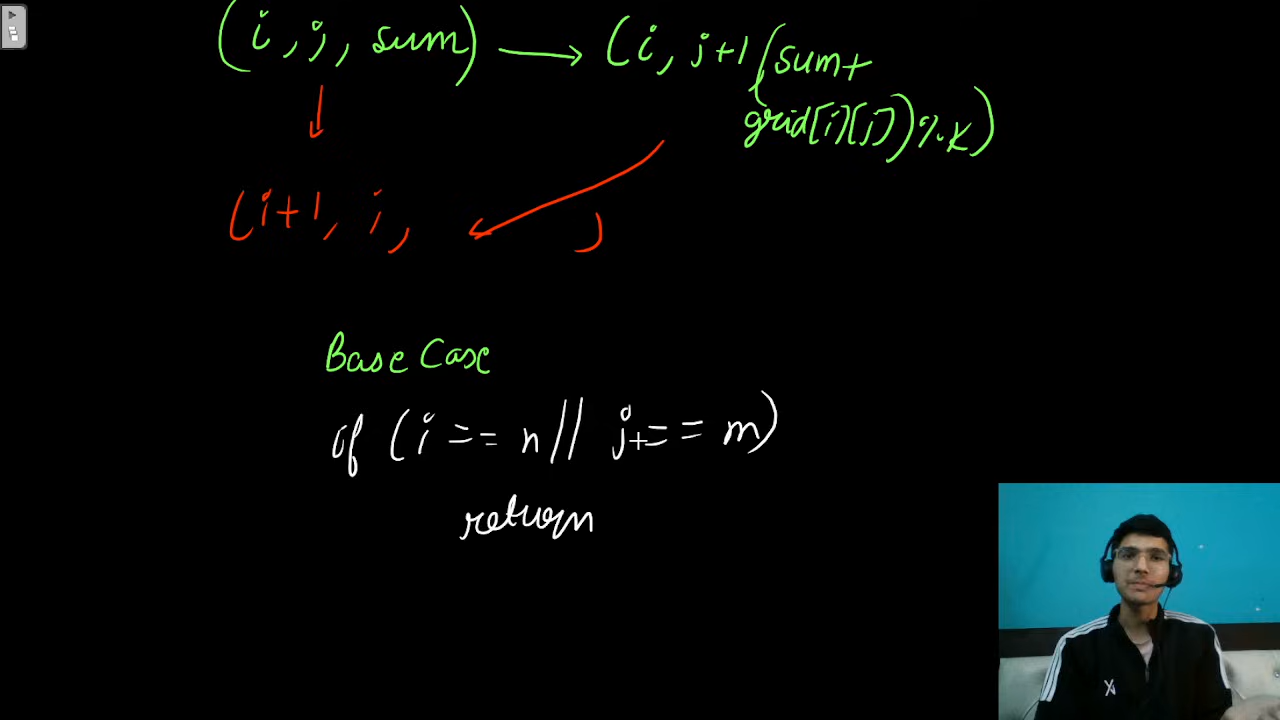 (i, j, sum) → (i, j+1, (sum+
grid[i][j])%k)
(i+1, j, )
Base Case
if (i == n || j == m)
return